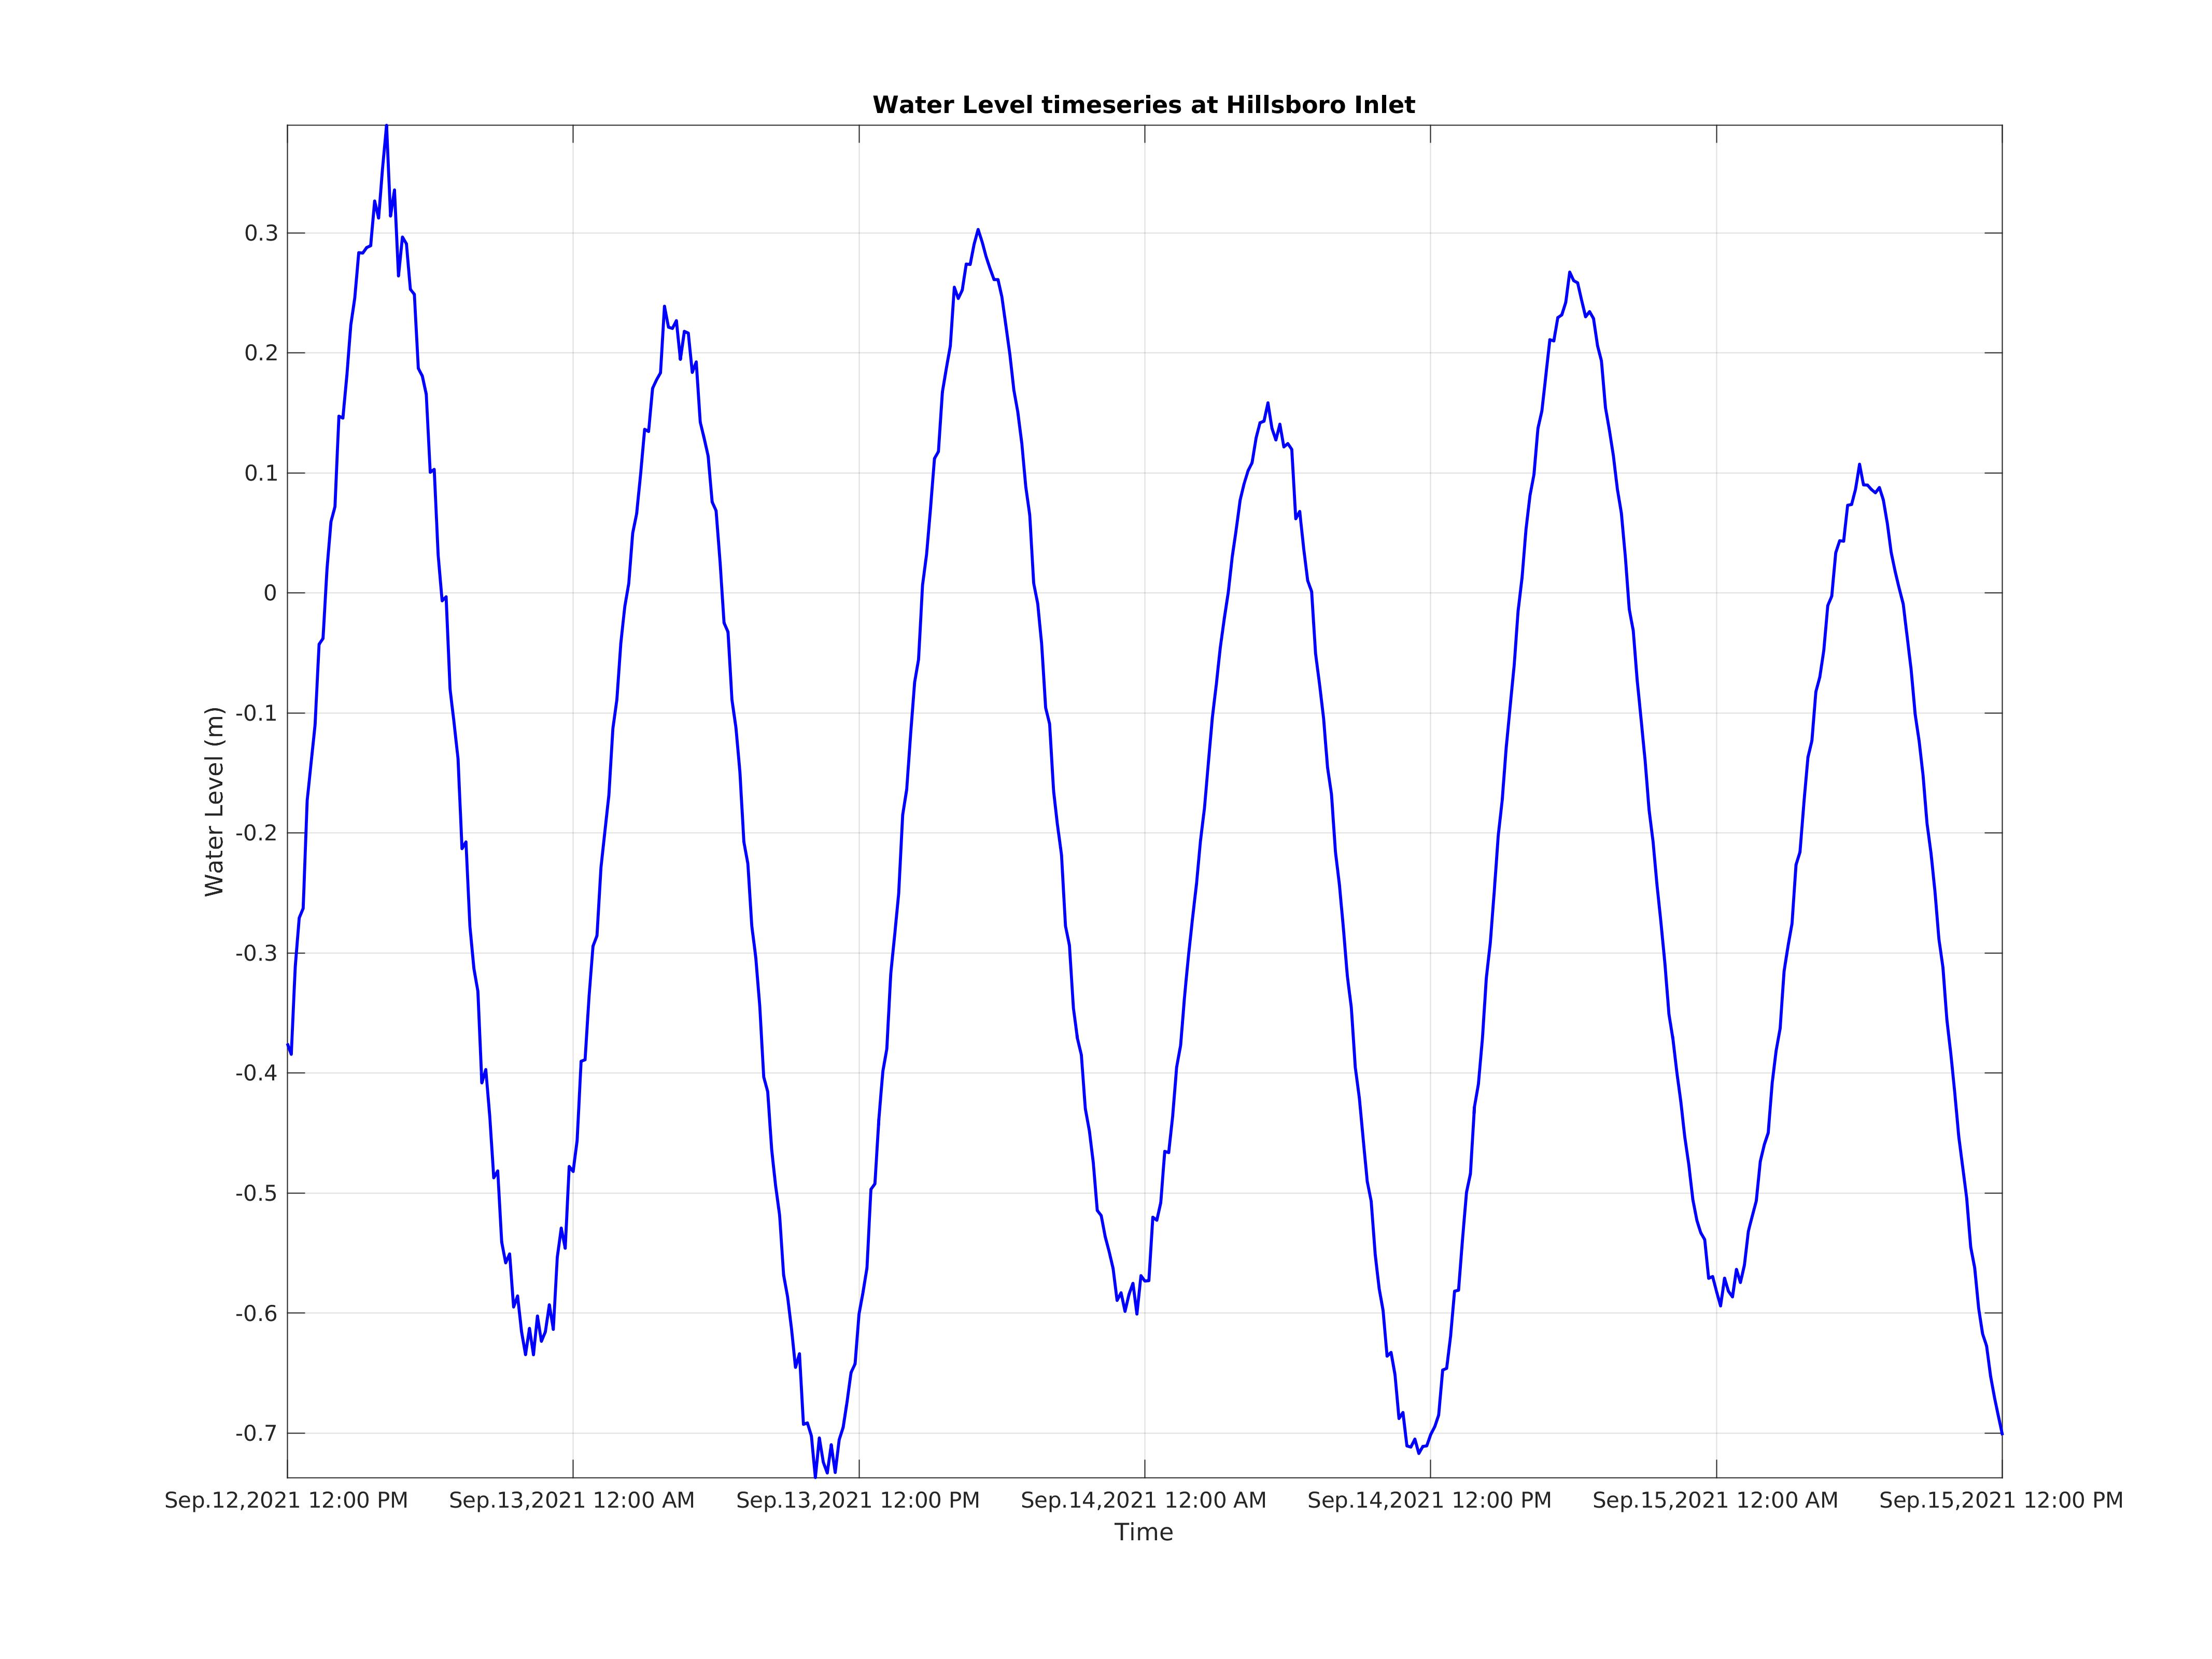 Water Level timeseries at Hillsboro Inlet
0.3
0.2
0.1
0
-0.1
-0.2
-0.3
-0.4
-0.5
-0.6
-0.7
Water Level (m)
Sep.12,2021 12:00 PM Sep.13,2021 12:00 AM Sep.13,2021 12:00 PM Sep.14,2021 12:00 AM Sep.14,2021 12:00 PM Sep.15,2021 12:00 AM Sep.15,2021 12:00 PM
Time